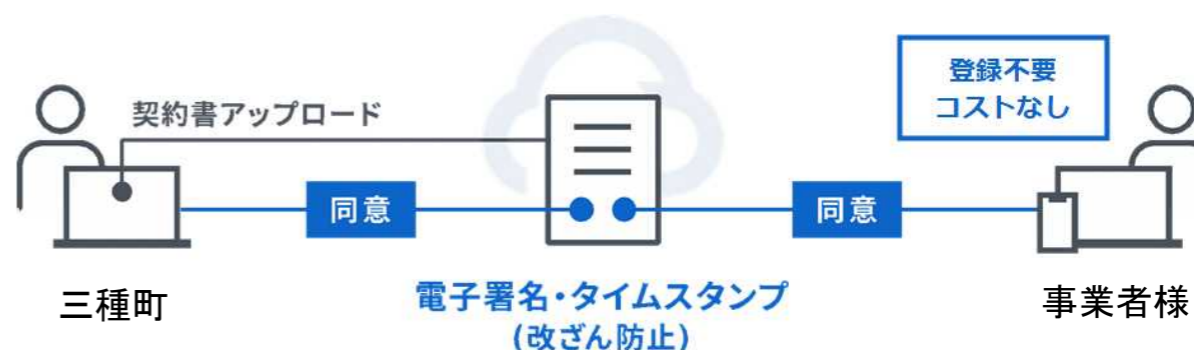 登録不要
コストなし
契約書アップロード
同意
同意
三種町
電子署名・タイムスタンプ
(改ざん防止)
事業者様